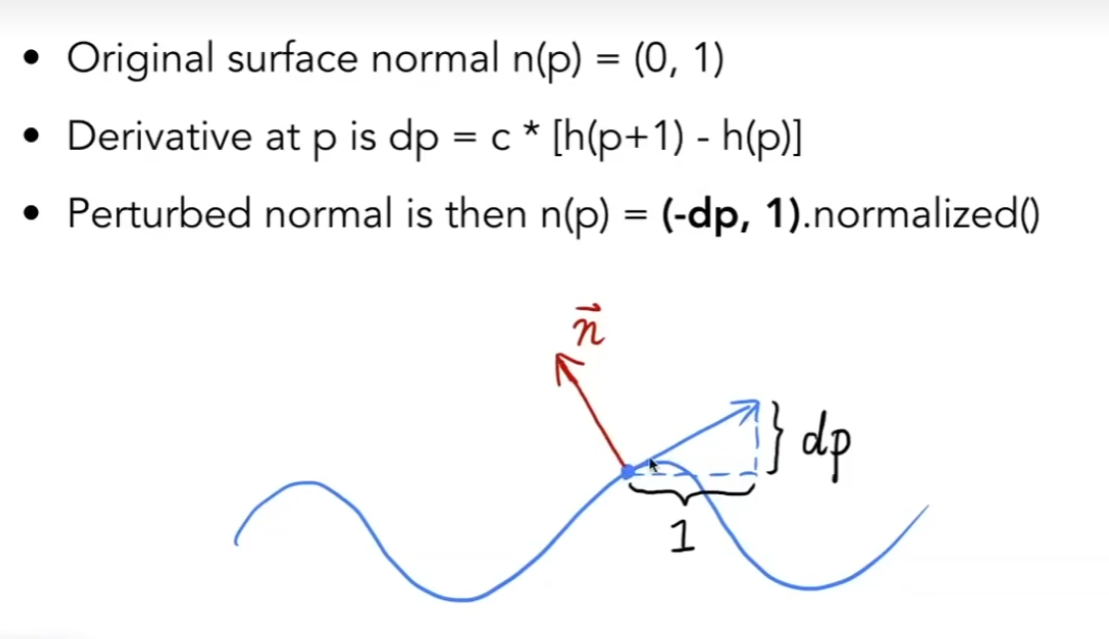 • Original surface normal n(p) = (0, 1)
• Derivative at p is dp = c * [h(p+1) - h(p)]
• Perturbed normal is then n(p) = (-dp, 1).normalized()
n⃗
} dp
1